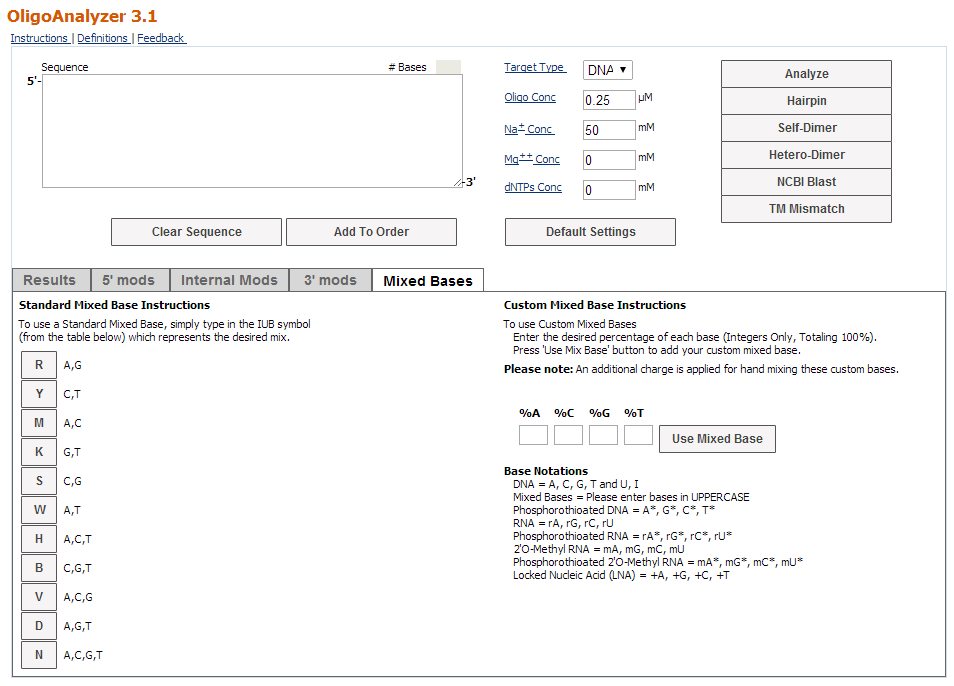 OligoAnalyzer 3.1
Instructions | Definitions | Feedback
Sequence # Bases
5'-
-3'
Clear Sequence Add To Order
Target Type DNA ▼
Oligo Conc 0.25 µM
Na+ Conc 50 mM
Mg++ Conc 0 mM
dNTPs Conc 0 mM
Default Settings
Analyze
Hairpin
Self-Dimer
Hetero-Dimer
NCBI Blast
TM Mismatch
Results 5' mods Internal Mods 3' mods Mixed Bases
Standard Mixed Base Instructions
To use a Standard Mixed Base, simply type in the IUB symbol
(from the table below) which represents the desired mix.
R A,G
Y C,T
M A,C
K G,T
S C,G
W A,T
H A,C,T
B C,G,T
V A,C,G
D A,G,T
N A,C,G,T
Custom Mixed Base Instructions
To use Custom Mixed Bases
Enter the desired percentage of each base (Integers Only, Totaling 100%).
Press 'Use Mix Base' button to add your custom mixed base.
Please note: An additional charge is applied for hand mixing these custom bases.
%A %C %G %T
Use Mixed Base
Base Notations
DNA = A, C, G, T and U, I
Mixed Bases = Please enter bases in UPPERCASE
Phosphorothioated DNA = A*, G*, C*, T*
RNA = rA, rG, rC, rU
Phosphorothioated RNA = rA*, rG*, rC*, rU*
2'O-Methyl RNA = mA, mG, mC, mU
Phosphorothioated 2'O-Methyl RNA = mA*, mG*, mC*, mU*
Locked Nucleic Acid (LNA) = +A, +G, +C, +T